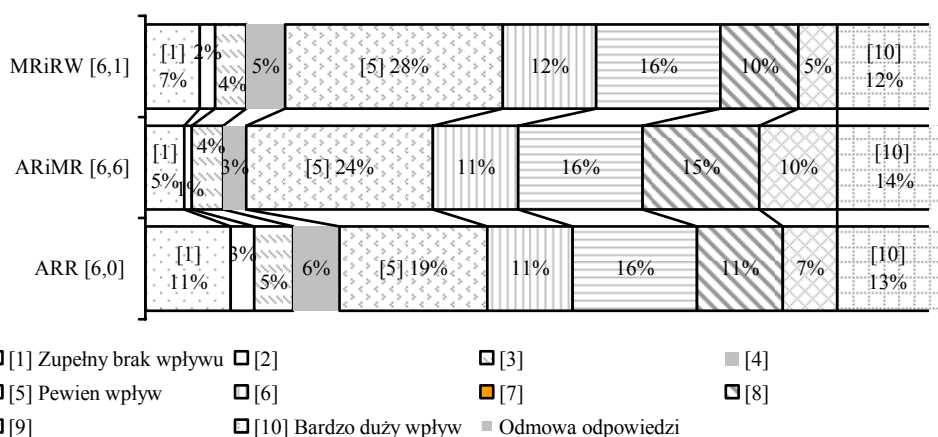 MRiRW [6,1] [1] 7% 2% 4% 5% [5] 28% 12% 16% 10% 5% [10] 12%
ARiMR [6,6] [1] 5% 1% 4% 3% [5] 24% 11% 16% 15% 10% [10] 14%
ARR [6,0] [1] 11% 3% 5% 6% [5] 19% 11% 16% 11% 7% [10] 13%
[1] Zupełny brak wpływu [2] [3] [4]
[5] Pewien wpływ [6] [7] [8]
[9] [10] Bardzo duży wpływ Odmowa odpowiedzi